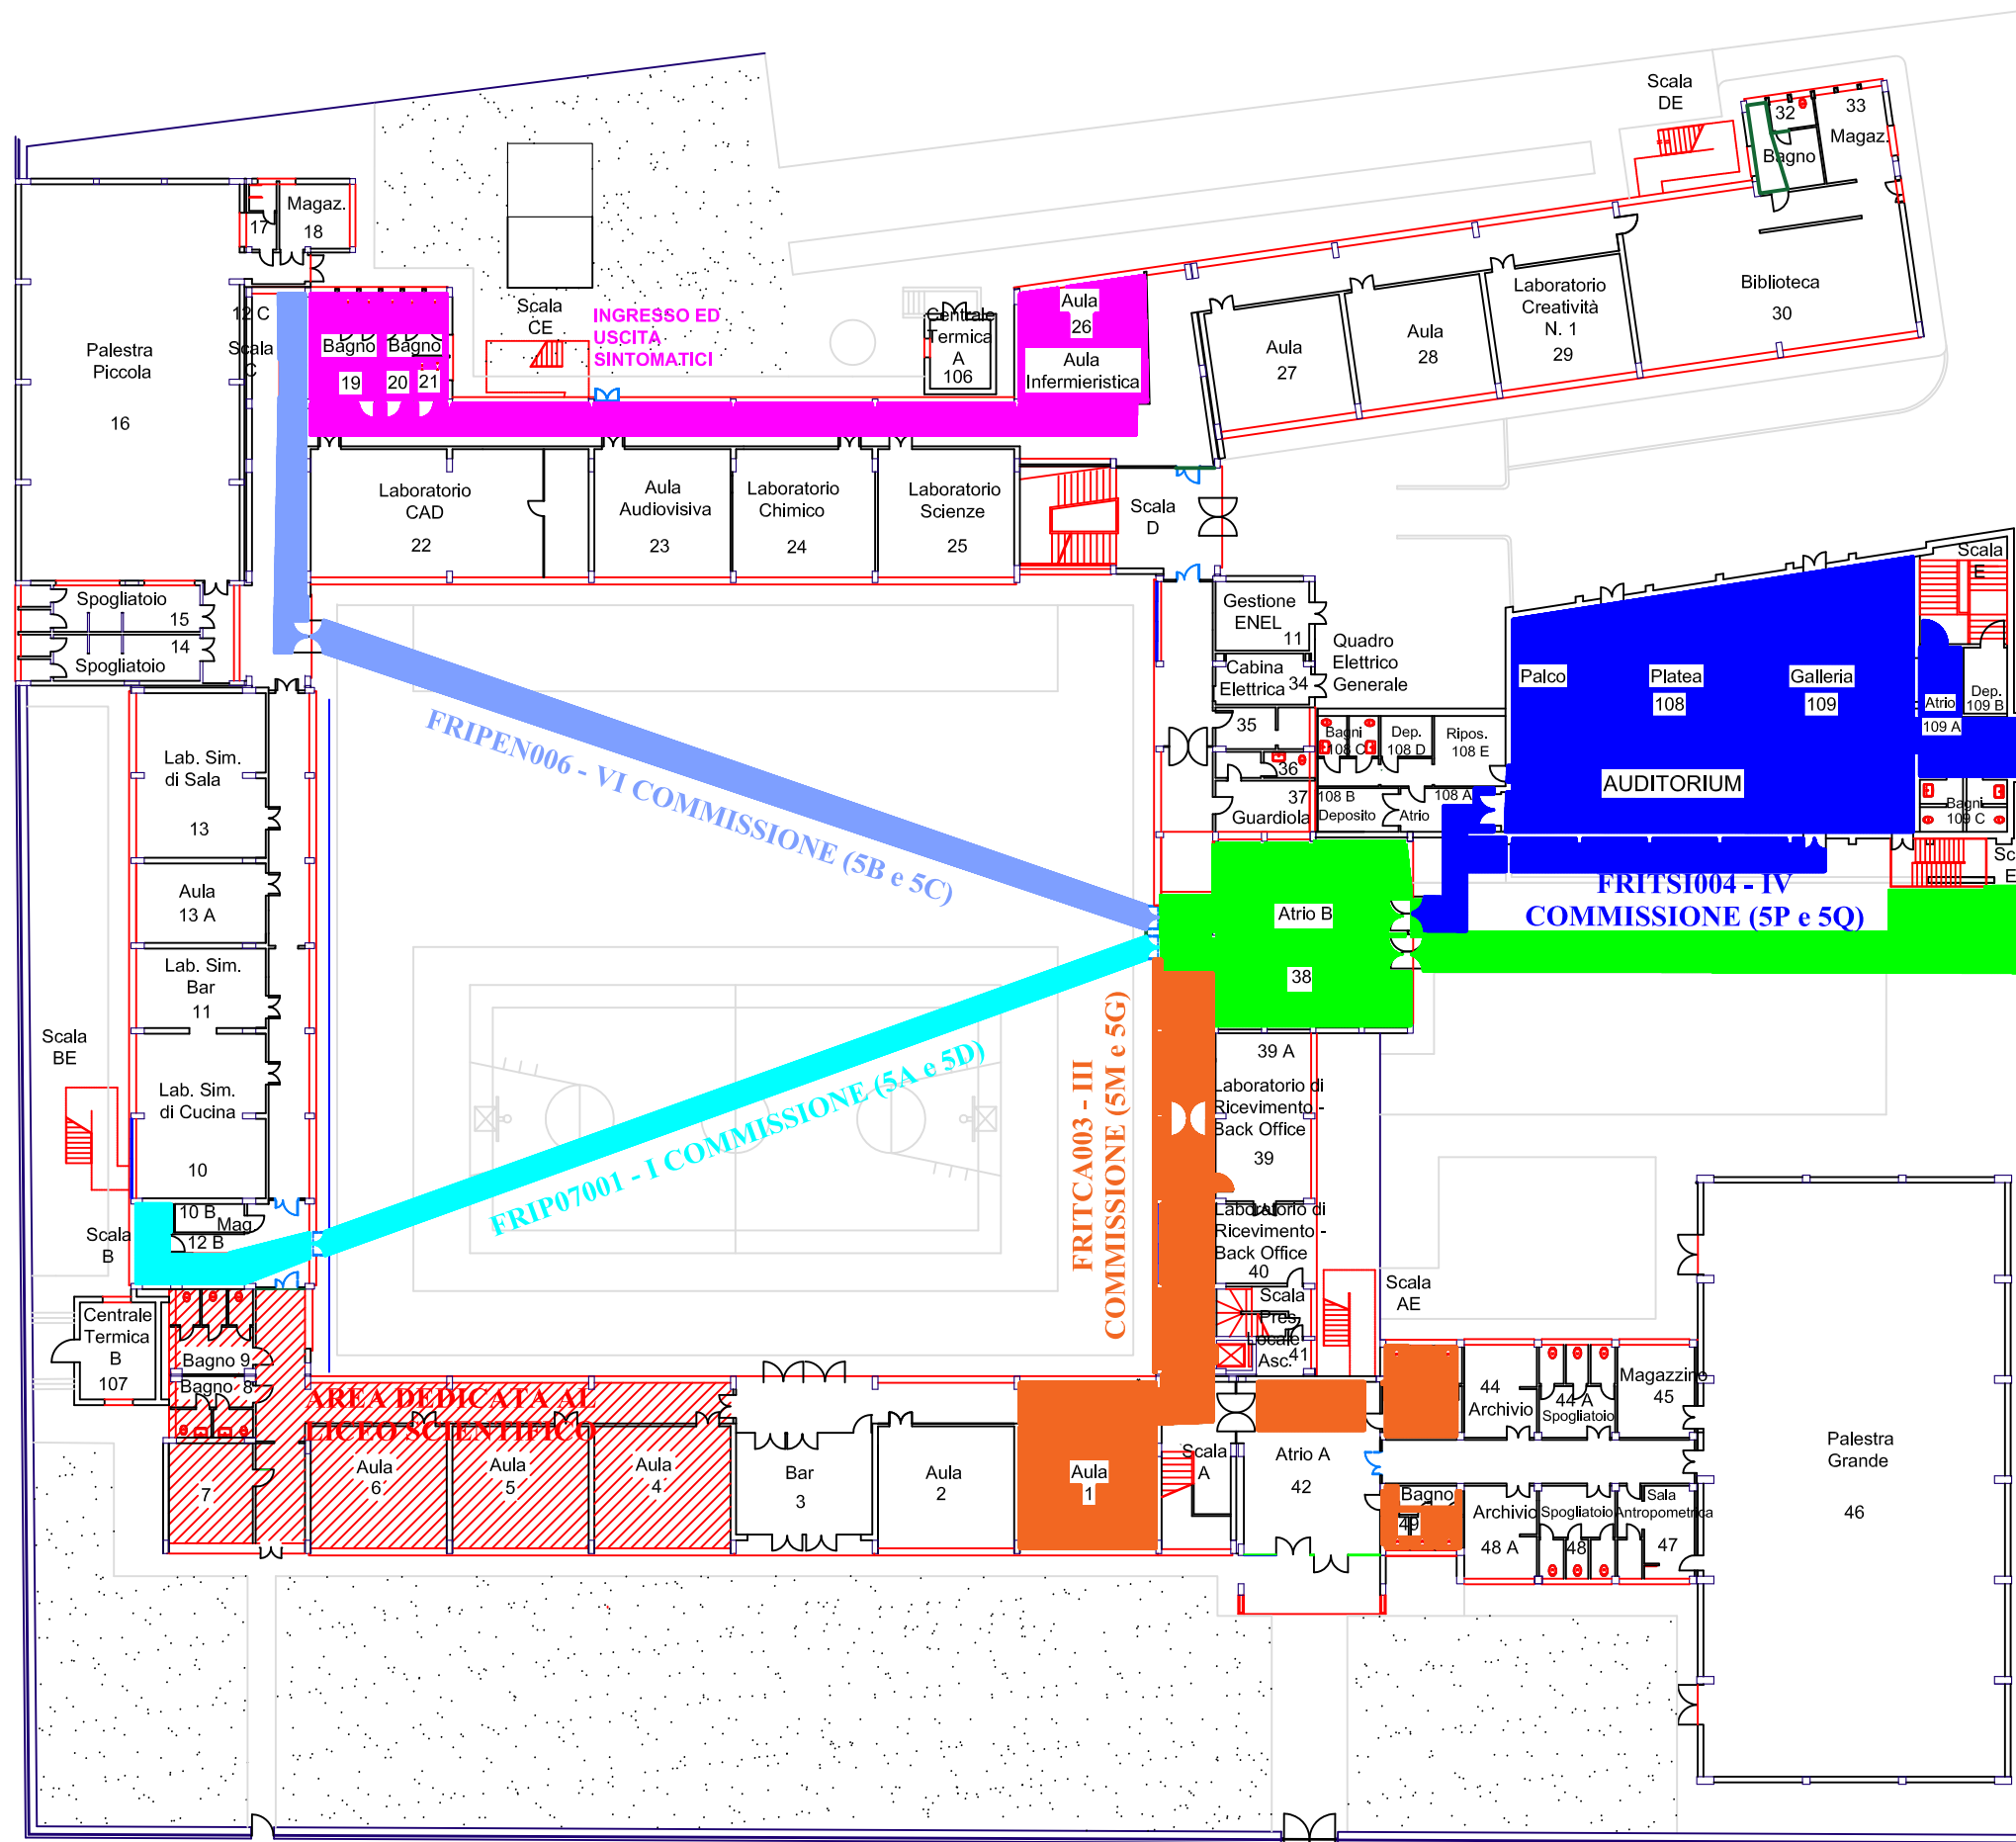 Scala
DE
32
33
Magaz.
Bagno
17
Magaz.
18
12 C
Scala
C
Palestra
Piccola
16
Bagno
Bagno
19
20
21
Scala
CE
INGRESSO ED
USCITA
SINTOMATICI
Centrale
Termica
A
106
Aula
26
Aula
Infermieristica
Aula
27
Aula
28
Laboratorio
Creatività
N. 1
29
Biblioteca
30
Laboratorio
CAD
22
Aula
Audiovisiva
23
Laboratorio
Chimico
24
Laboratorio
Scienze
25
Scala
D
Scala
E
Spogliatoio
15
14
Spogliatoio
Gestione
ENEL
11
Cabina
Elettrica
34
Quadro
Elettrico
Generale
35
36
37
Guardiola
Bagni
108 C
Dep.
108 D
Ripos.
108 E
108 B
Deposito
Atrio
108 A
Palco
Platea
108
Galleria
109
AUDITORIUM
Atrio
109 A
Dep.
109 B
Bagni
109 C
Sc
E
Lab. Sim.
di Sala
13
Aula
13 A
Lab. Sim.
Bar
11
Lab. Sim.
di Cucina
10
Scala
BE
10 B
Mag.
12 B
Scala
B
FRIPEN006 - VI COMMISSIONE (5B e 5C)
FRIP07001 - I COMMISSIONE (5A e 5D)
FRITCA003 - III
COMMISSIONE (5M e 5G)
Atrio B
38
FRITSI004 - IV
COMMISSIONE (5P e 5Q)
39 A
Laboratorio di
Ricevimento -
Back Office
39
Laboratorio di
Ricevimento -
Back Office
40
Scala
Pres.
Locale
Asc.
41
Scala
AE
Centrale
Termica
B
107
Bagno 9
Bagno 8
AREA DEDICATA AL
LICEO SCIENTIFICO
7
Aula
6
Aula
5
Aula
4
Bar
3
Aula
2
Aula
1
Scala
A
Atrio A
42
44
Archivio
44 A
Spogliatoio
Magazzino
45
Bagno
49
Archivio
48 A
Spogliatoio
48
Sala
Antropometrica
47
Palestra
Grande
46